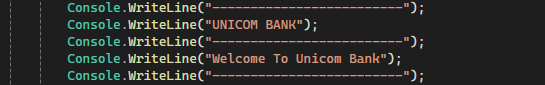 Console.WriteLine("-------------------------");
Console.WriteLine("UNICOM BANK");
Console.WriteLine("-------------------------");
Console.WriteLine("Welcome To Unicom Bank");
Console.WriteLine("-------------------------");